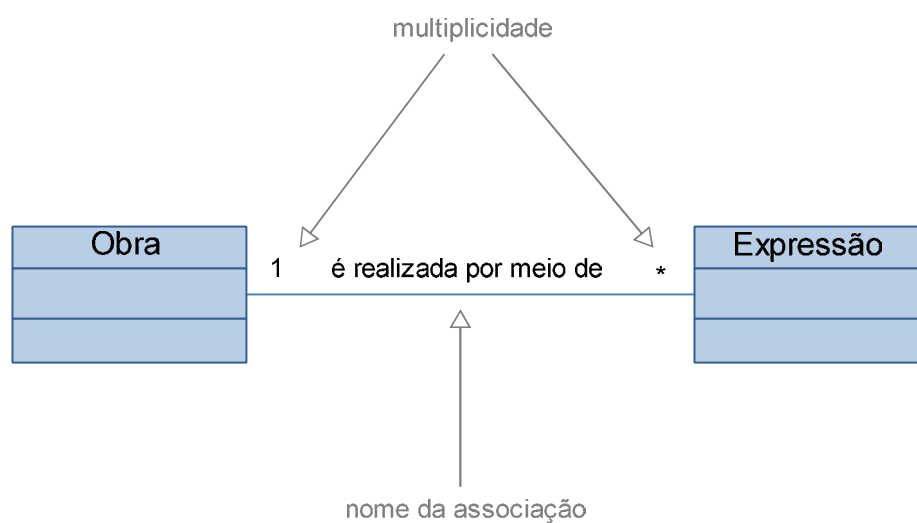 multiplicidade
Obra
Expressão
1 é realizada por meio de *
nome da associação